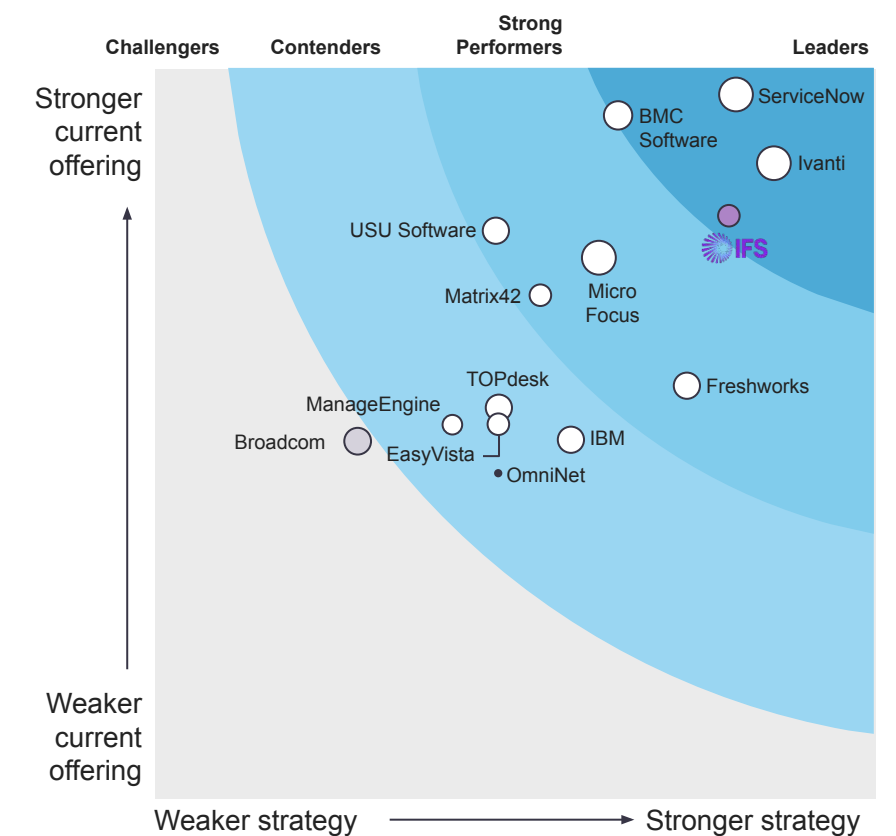 Challengers
Contenders
Strong
Performers
Leaders
Stronger
current
offering
ServiceNow
BMC
Software
Ivanti
USU Software
IFS
Matrix42
Micro
Focus
TOPdesk
Freshworks
ManageEngine
Broadcom
EasyVista
IBM
OmniNet
Weaker
current
offering
Weaker strategy
Stronger strategy